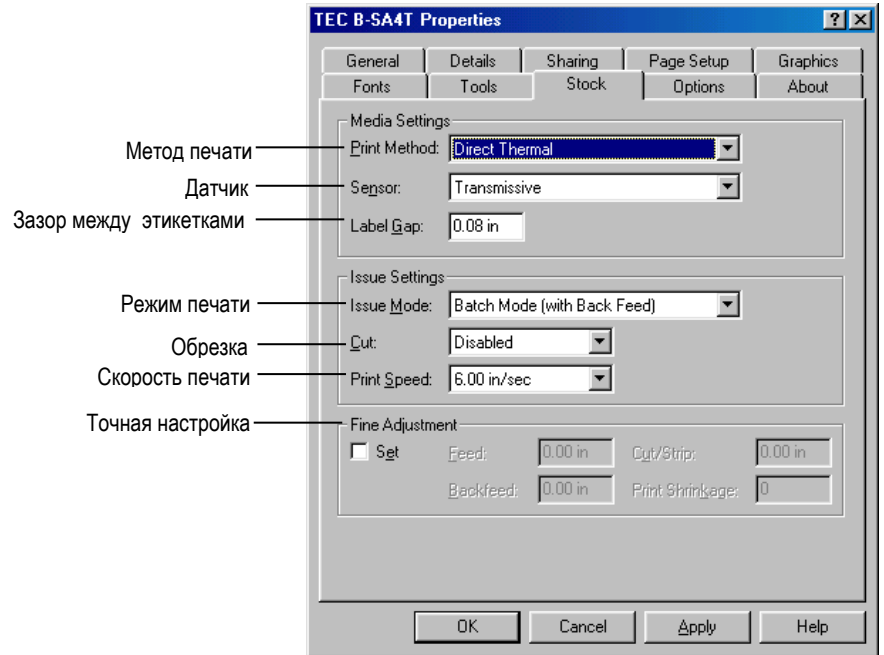 TEC B-SA4T Properties
General Details Sharing Page Setup Graphics
Fonts Tools Stock Options About
Media Settings
Метод печати Print Method: Direct Thermal
Датчик Sensor: Transmissive
Зазор между этикетками Label Gap: 0.08 in
Issue Settings
Режим печати Issue Mode: Batch Mode (with Back Feed)
Обрезка Cut: Disabled
Скорость печати Print Speed: 6.00 in/sec
Точная настройка Fine Adjustment
Set Feed: 0.00 in Cut/Strip: 0.00 in
Backfeed: 0.00 in Print Shrinkage: 0
OK Cancel Apply Help